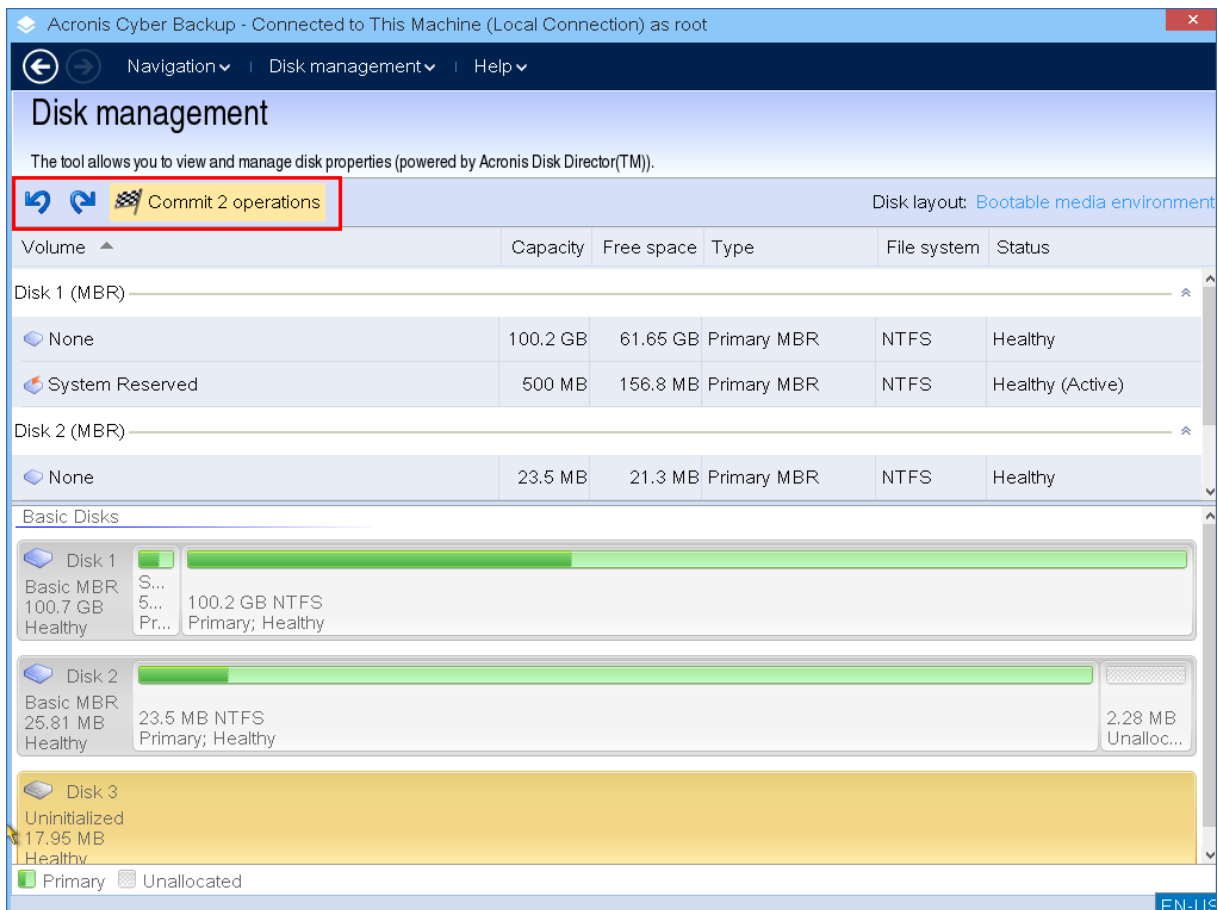 Acronis Cyber Backup - Connected to This Machine (Local Connection) as root
Navigation Disk management Help
Disk management
The tool allows you to view and manage disk properties (powered by Acronis Disk Director(TM)).
Commit 2 operations Disk layout: Bootable media environment
Volume Capacity Free space Type File system Status
Disk 1 (MBR)
None 100.2 GB 61.65 GB Primary MBR NTFS Healthy
System Reserved 500 MB 156.8 MB Primary MBR NTFS Healthy (Active)
Disk 2 (MBR)
None 23.5 MB 21.3 MB Primary MBR NTFS Healthy
Basic Disks
Disk 1
Basic MBR
100.7 GB
Healthy
S...
5...
Pr...
100.2 GB NTFS
Primary; Healthy
Disk 2
Basic MBR
25.81 MB
Healthy
23.5 MB NTFS
Primary; Healthy
2.28 MB
Unalloc...
Disk 3
Uninitialized
17.95 MB
Healthy
Primary Unallocated
EN-US